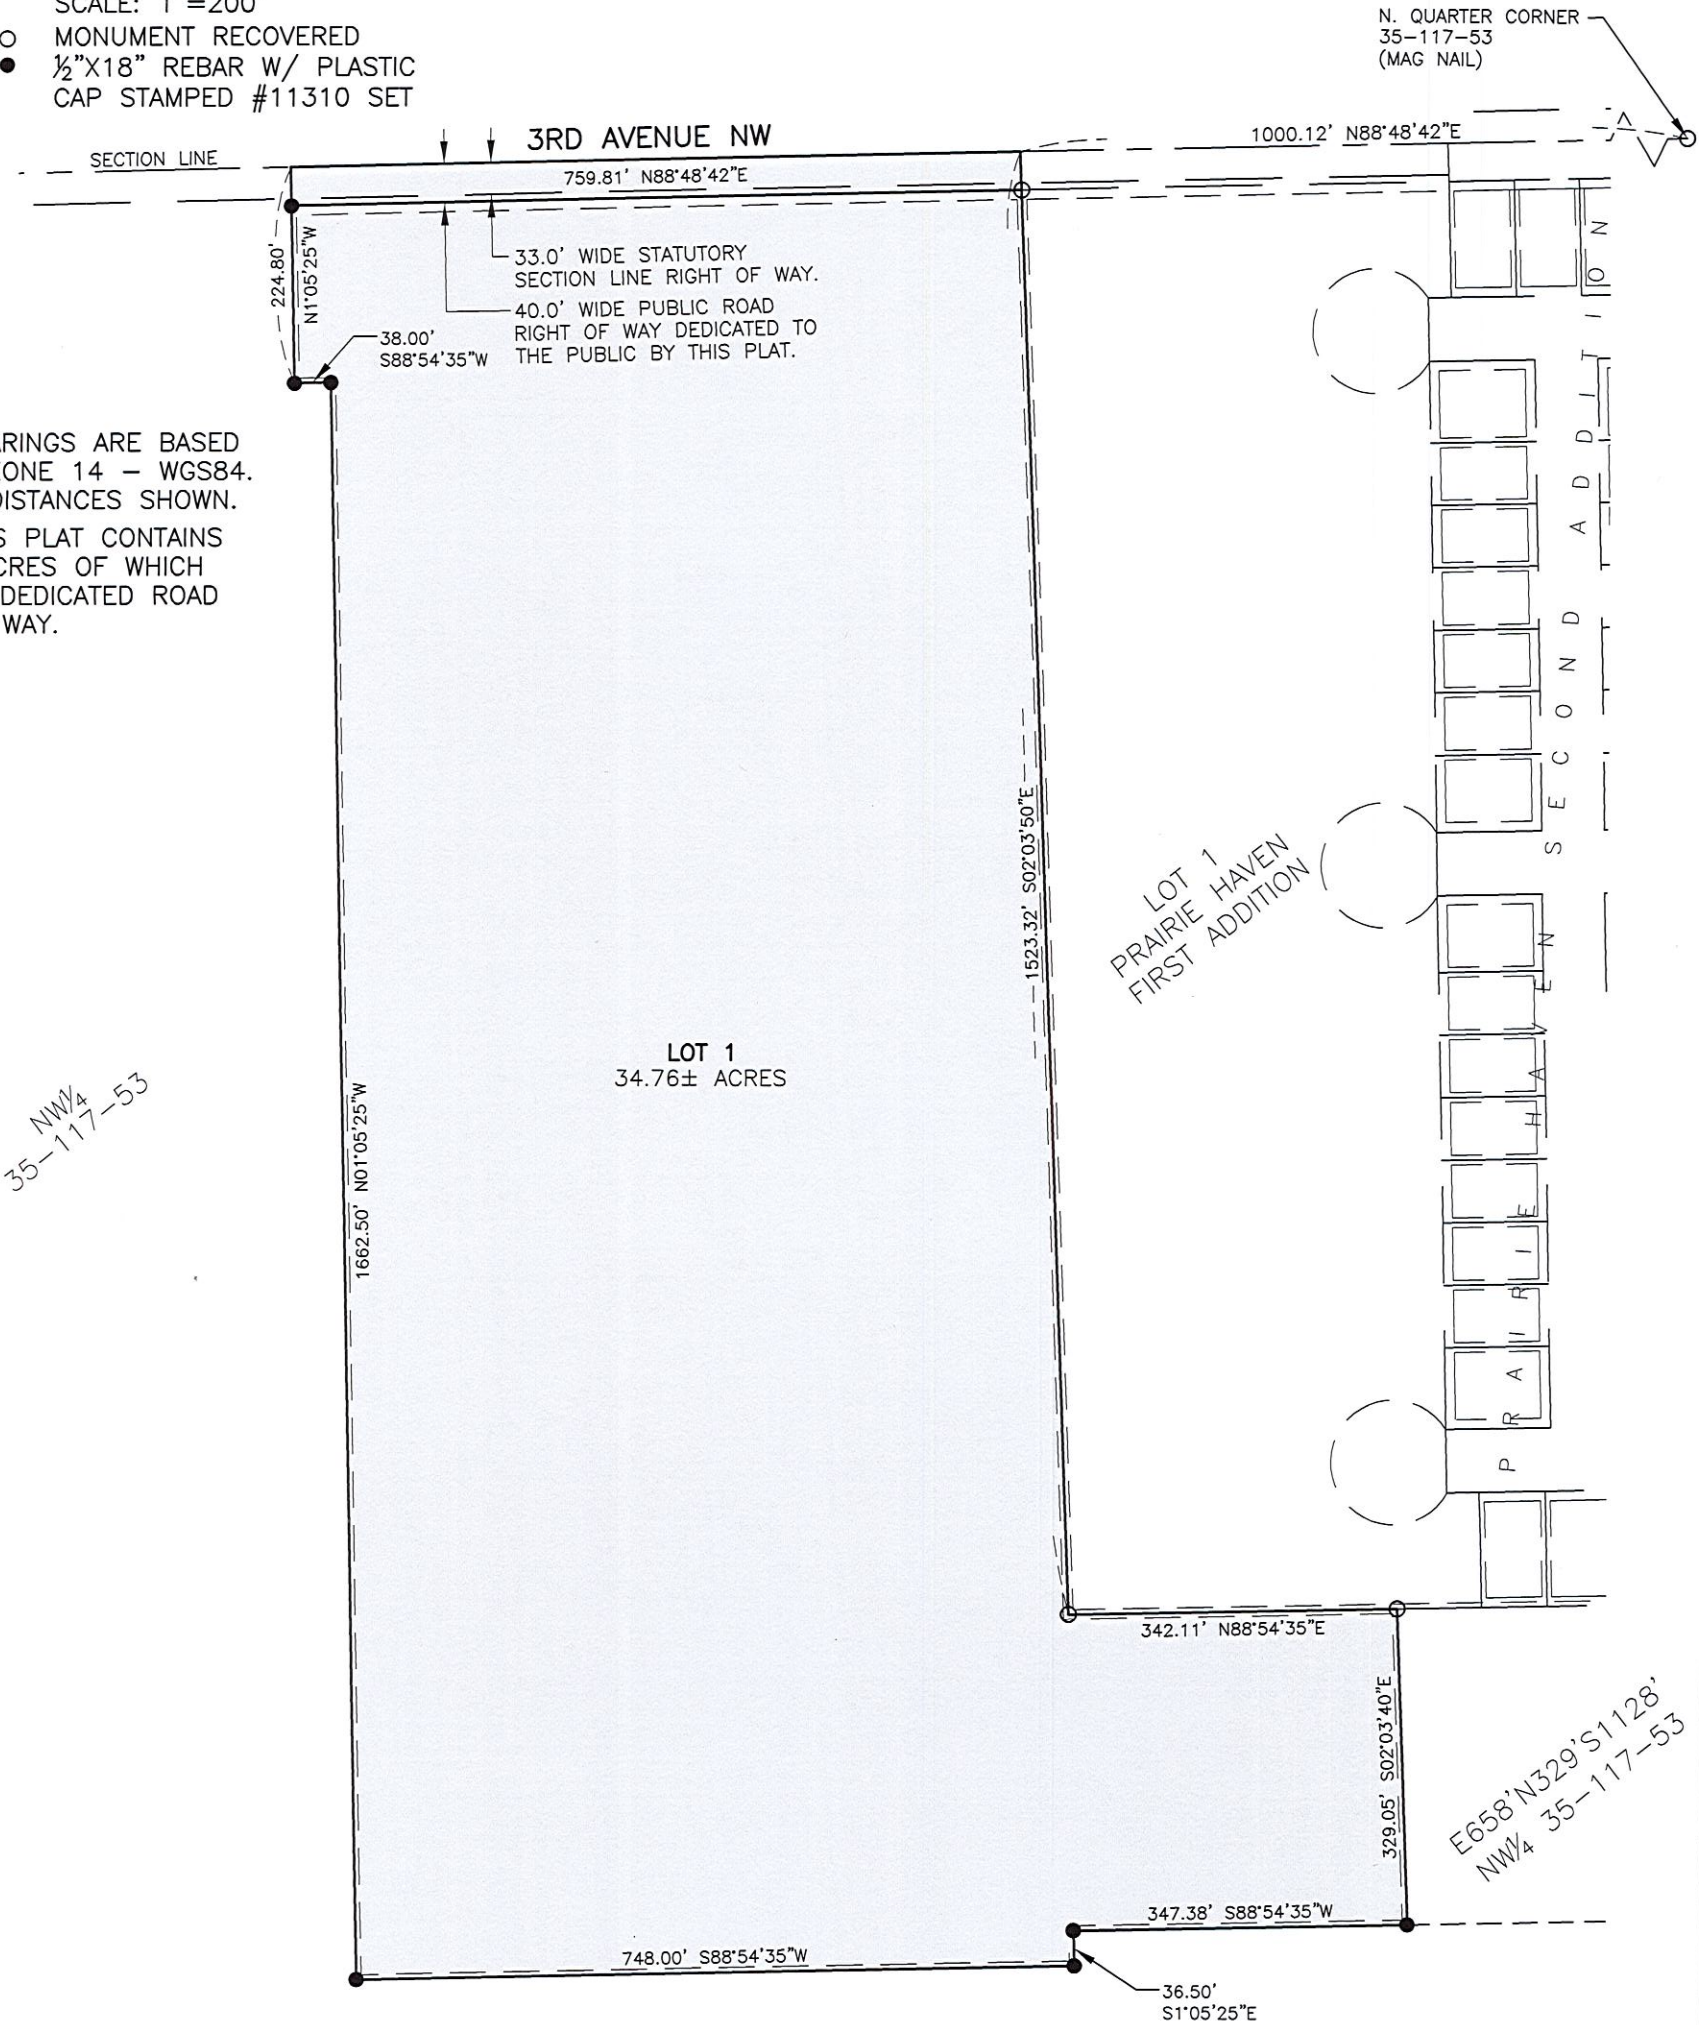 SCALE: 1"=200'
MONUMENT RECOVERED
½"X18" REBAR W/ PLASTIC
CAP STAMPED #11310 SET
N. QUARTER CORNER
35-117-53
(MAG NAIL)
SECTION LINE
3RD AVENUE NW
1000.12' N88°48'42"E
759.81' N88°48'42"E
224.80'
N1°05'25"W
33.0' WIDE STATUTORY
SECTION LINE RIGHT OF WAY.
40.0' WIDE PUBLIC ROAD
RIGHT OF WAY DEDICATED TO
THE PUBLIC BY THIS PLAT.
38.00'
S88°54'35"W
ARINGS ARE BASED
ONE 14 – WGS84.
DISTANCES SHOWN.
S PLAT CONTAINS
CRES OF WHICH
DEDICATED ROAD
WAY.
1523.32' S02°03'50"E
LOT 1
PRAIRIE HAVEN
FIRST ADDITION
PRAIRIE HAVEN SECOND ADDITION
LOT 1
34.76± ACRES
NW¼
35-117-53
1662.50' N01°05'25"W
342.11' N88°54'35"E
329.05' S02°03'40"E
E658'N329'S1128'
NW¼ 35-117-53
347.38' S88°54'35"W
748.00' S88°54'35"W
36.50'
S1°05'25"E